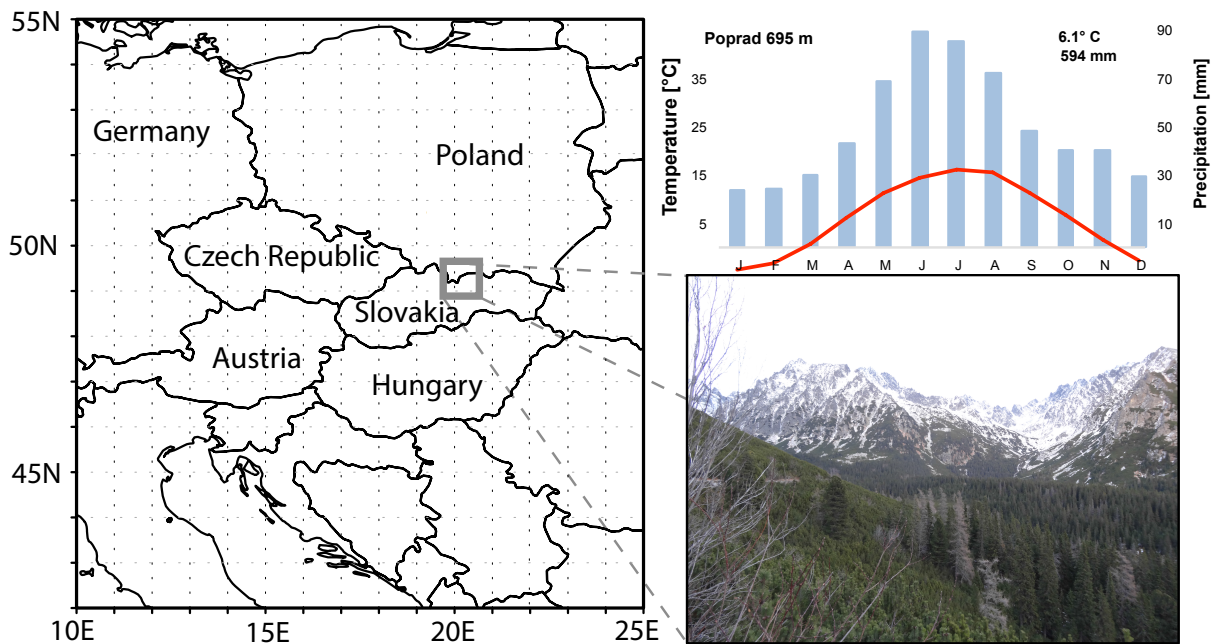 55N
50N
45N
10E 15E 20E 25E
Germany
Poland
Czech Republic
Slovakia
Austria
Hungary
Poprad 695 m
6.1° C
594 mm
Temperature [°C]
35
25
15
5
Precipitation [mm]
90
70
50
30
10
J F M A M J J A S O N D